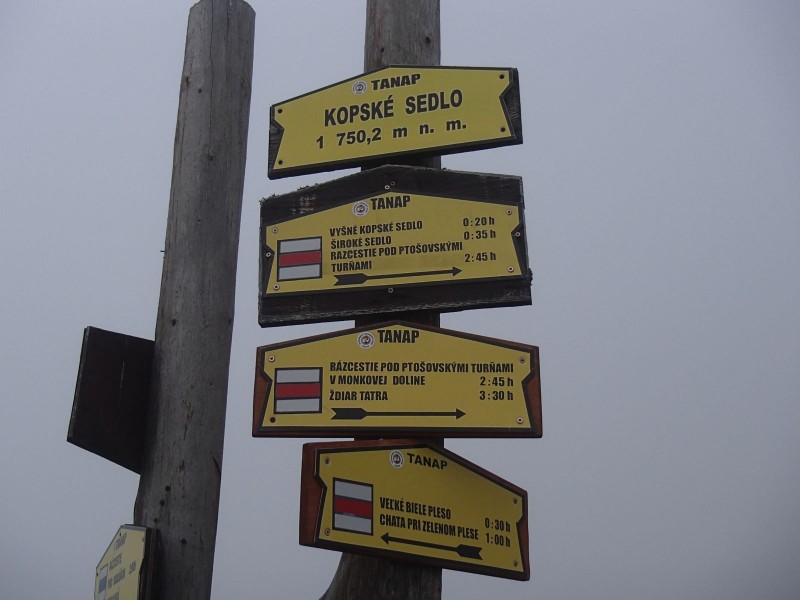 TANAP
KOPSKÉ SEDLO
1 750,2 m n. m.
TANAP
VYŠNÉ KOPSKÉ SEDLO 0:20 h
ŠIROKÉ SEDLO 0:35 h
RAZCESTIE POD PTOŠOVSKÝMI
TURŇAMI 2:45 h
TANAP
RÁZCESTIE POD PTOŠOVSKÝMI TURŇAMI
V MONKOVEJ DOLINE 2:45 h
ŽDIAR TATRA 3:30 h
TANAP
VEĽKÉ BIELE PLESO 0:30 h
CHATA PRI ZELENOM PLESE 1:00 h